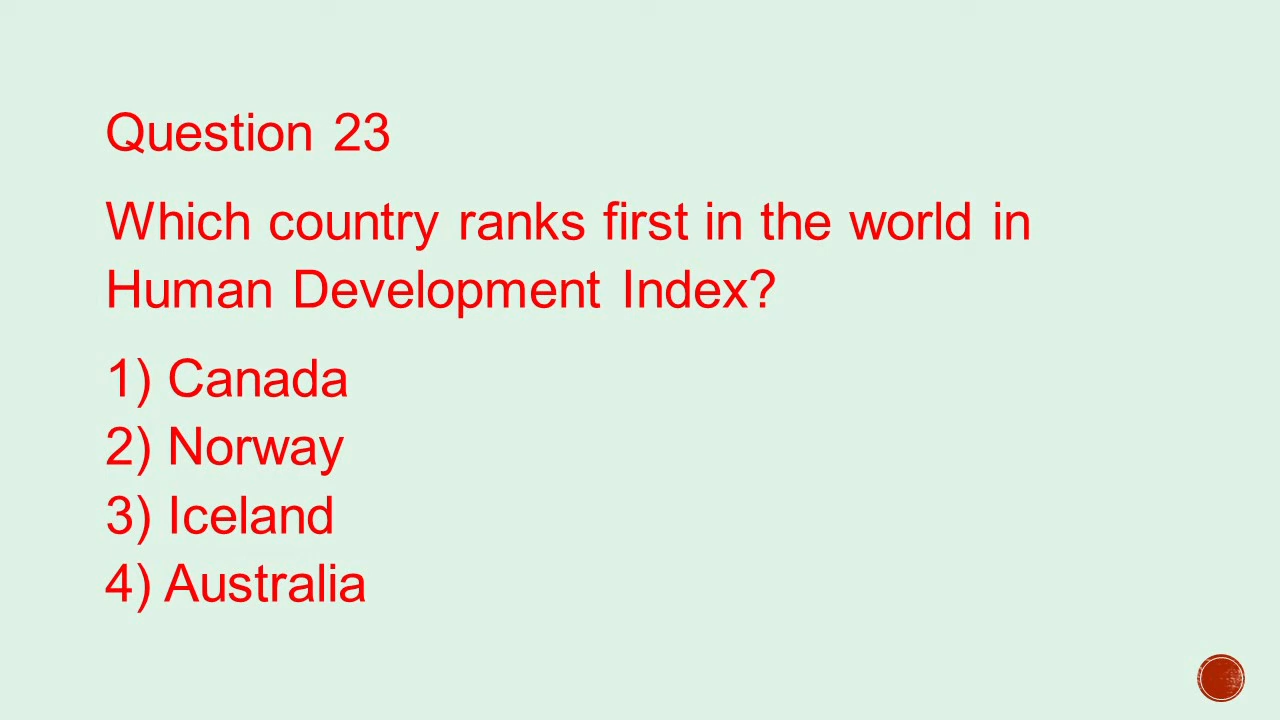 Question 23
Which country ranks first in the world in
Human Development Index?
1) Canada
2) Norway
3) Iceland
4) Australia